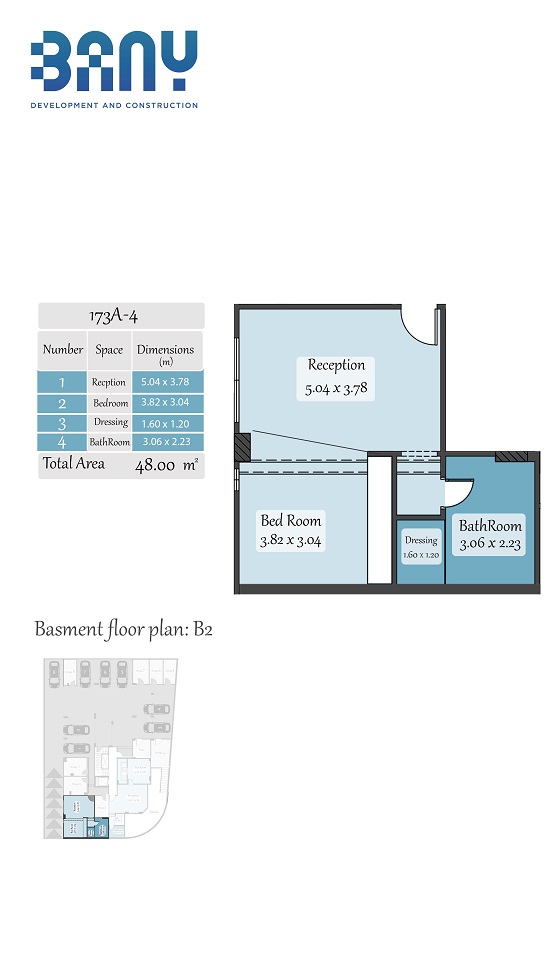 BANY
DEVELOPMENT AND CONSTRUCTION
173A-4
Number Space Dimensions (m)
1 Recption 5.04 x 3.78
2 Bedroom 3.82 x 3.04
3 Dressing 1.60 x 1.20
4 BathRoom 3.06 x 2.23
Total Area 48.00 m²
Reception
5.04 x 3.78
Bed Room
3.82 x 3.04
Dressing
1.60 x 1.20
BathRoom
3.06 x 2.23
Basment floor plan: B2